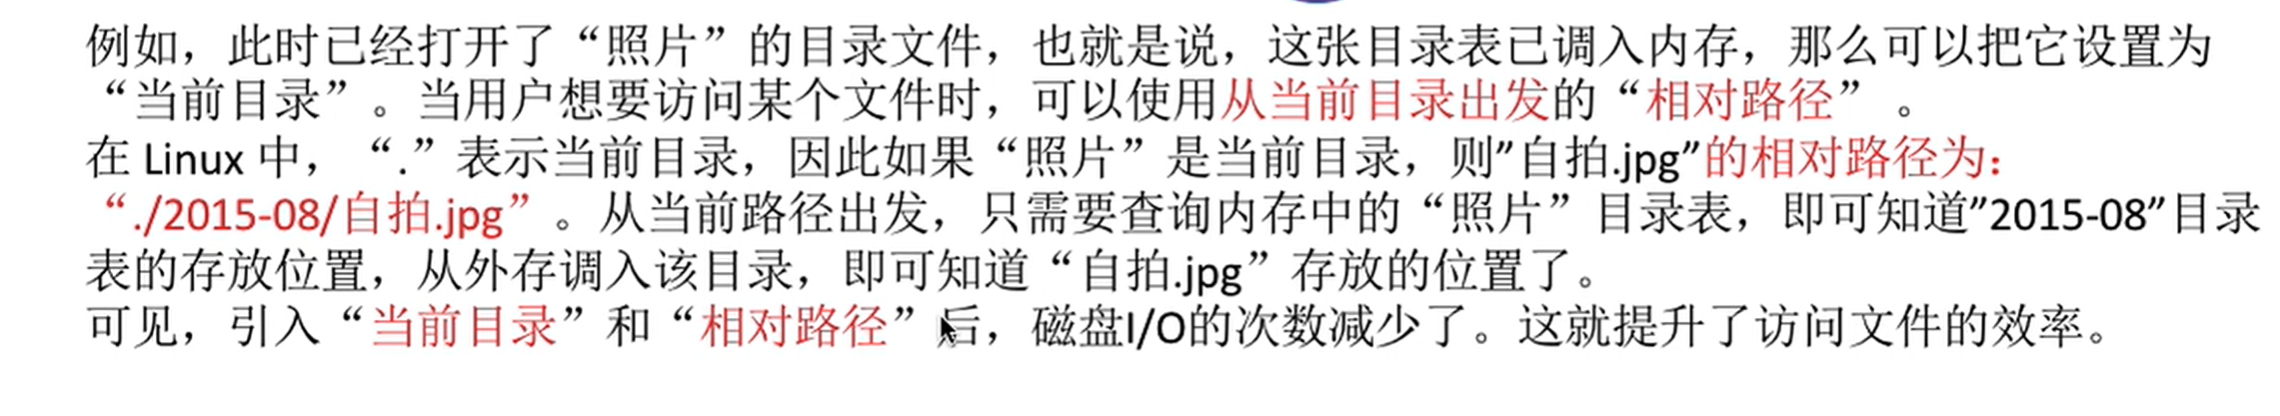 例如，此时已经打开了“照片”的目录文件，也就是说，这张目录表已调入内存，那么可以把它设置为
“当前目录”。当用户想要访问某个文件时，可以使用从当前目录出发的“相对路径”。
在 Linux 中，“.”表示当前目录，因此如果“照片”是当前目录，则”自拍.jpg”的相对路径为：
“./2015-08/自拍.jpg”。从当前路径出发，只需要查询内存中的“照片”目录表，即可知道”2015-08”目录
表的存放位置，从外存调入该目录，即可知道“自拍.jpg”存放的位置了。
可见，引入“当前目录”和“相对路径”后，磁盘I/O的次数减少了。这就提升了访问文件的效率。